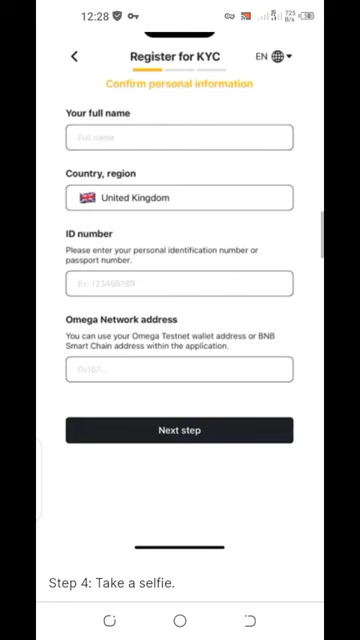 12:28
725
B/s
Register for KYC
EN
Confirm personal information
Your full name
Full name
Country, region
United Kingdom
ID number
Please enter your personal identification number or
passport number.
Ex: 123456789
Omega Network address
You can use your Omega Testnet wallet address or BNB
Smart Chain address within the application.
0x167...
Next step
Step 4: Take a selfie.